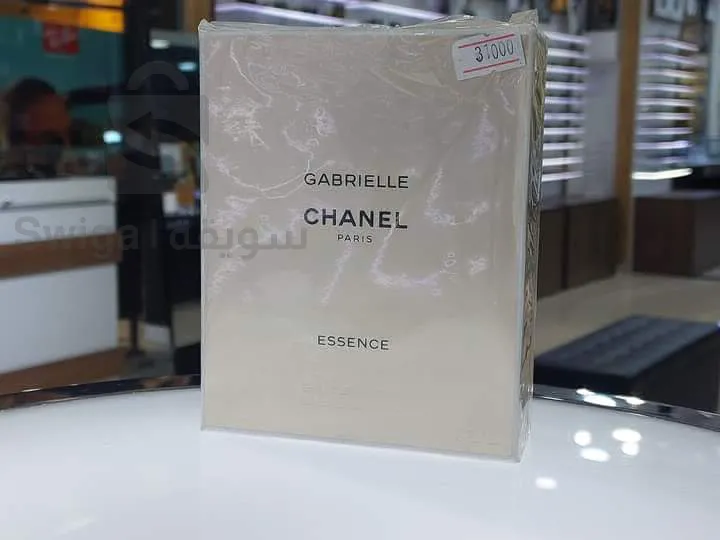 31000
GABRIELLE
CHANEL
PARIS
Swiga | سويقة
ESSENCE